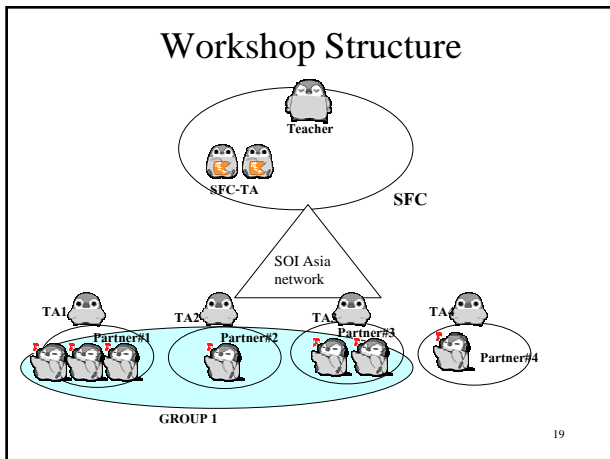 Workshop Structure
Teacher
SFC-TA
SFC
SOI Asia
network
TA1
TA2
TA3
TA4
Partner#1
Partner#2
Partner#3
Partner#4
GROUP 1
19